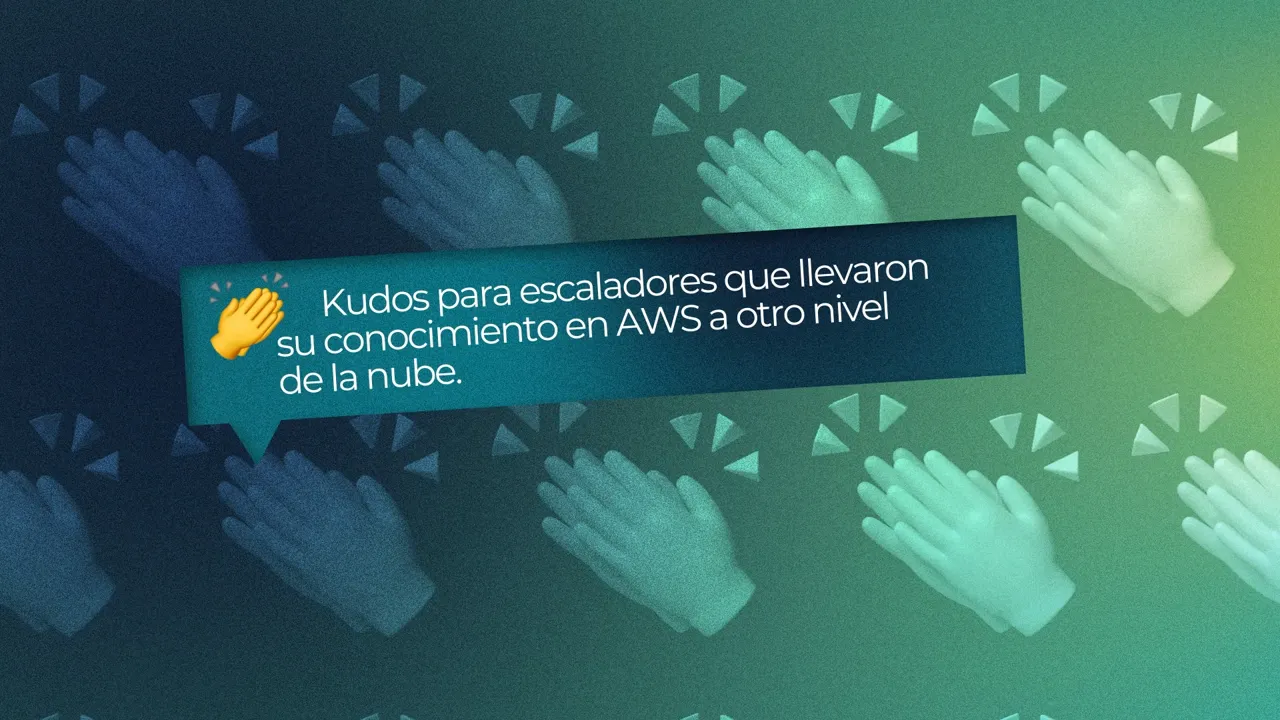 Kudos para escaladores que llevaron
su conocimiento en AWS a otro nivel
de la nube.